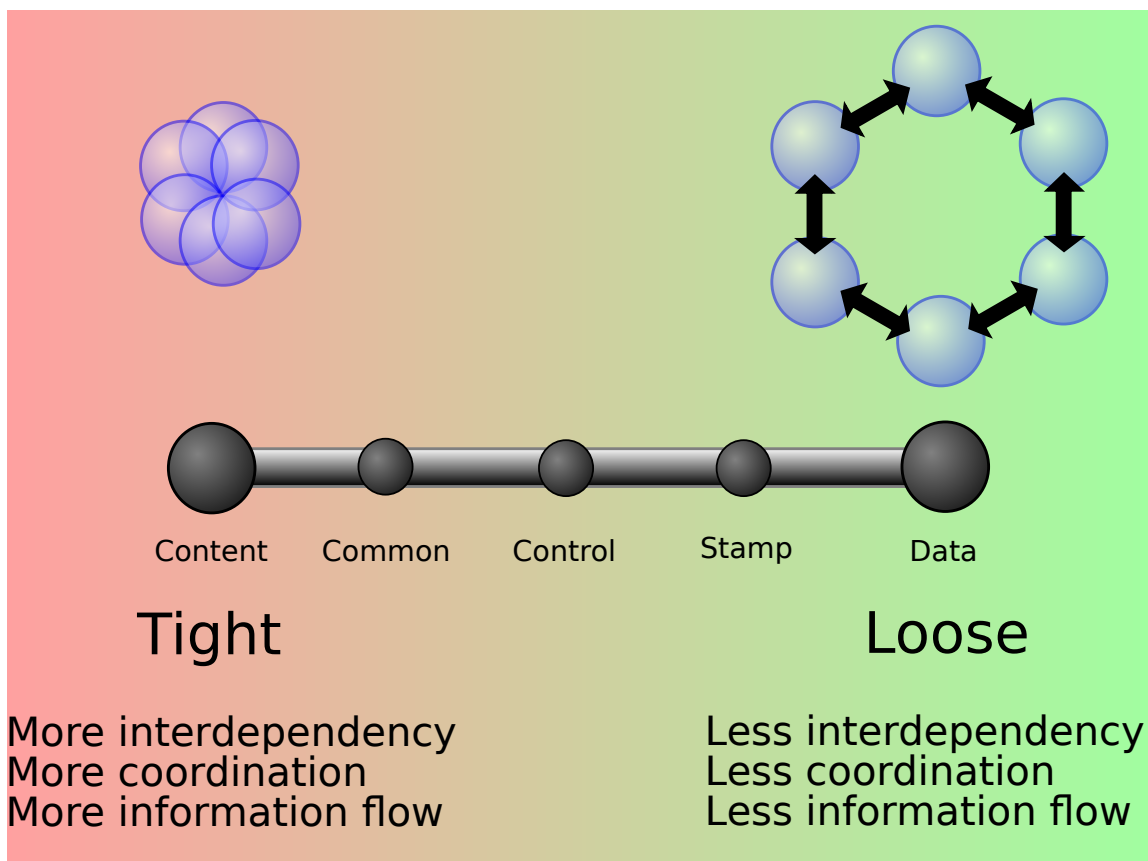 Content Common Control Stamp Data
Tight Loose
More interdependency
More coordination
More information flow
Less interdependency
Less coordination
Less information flow